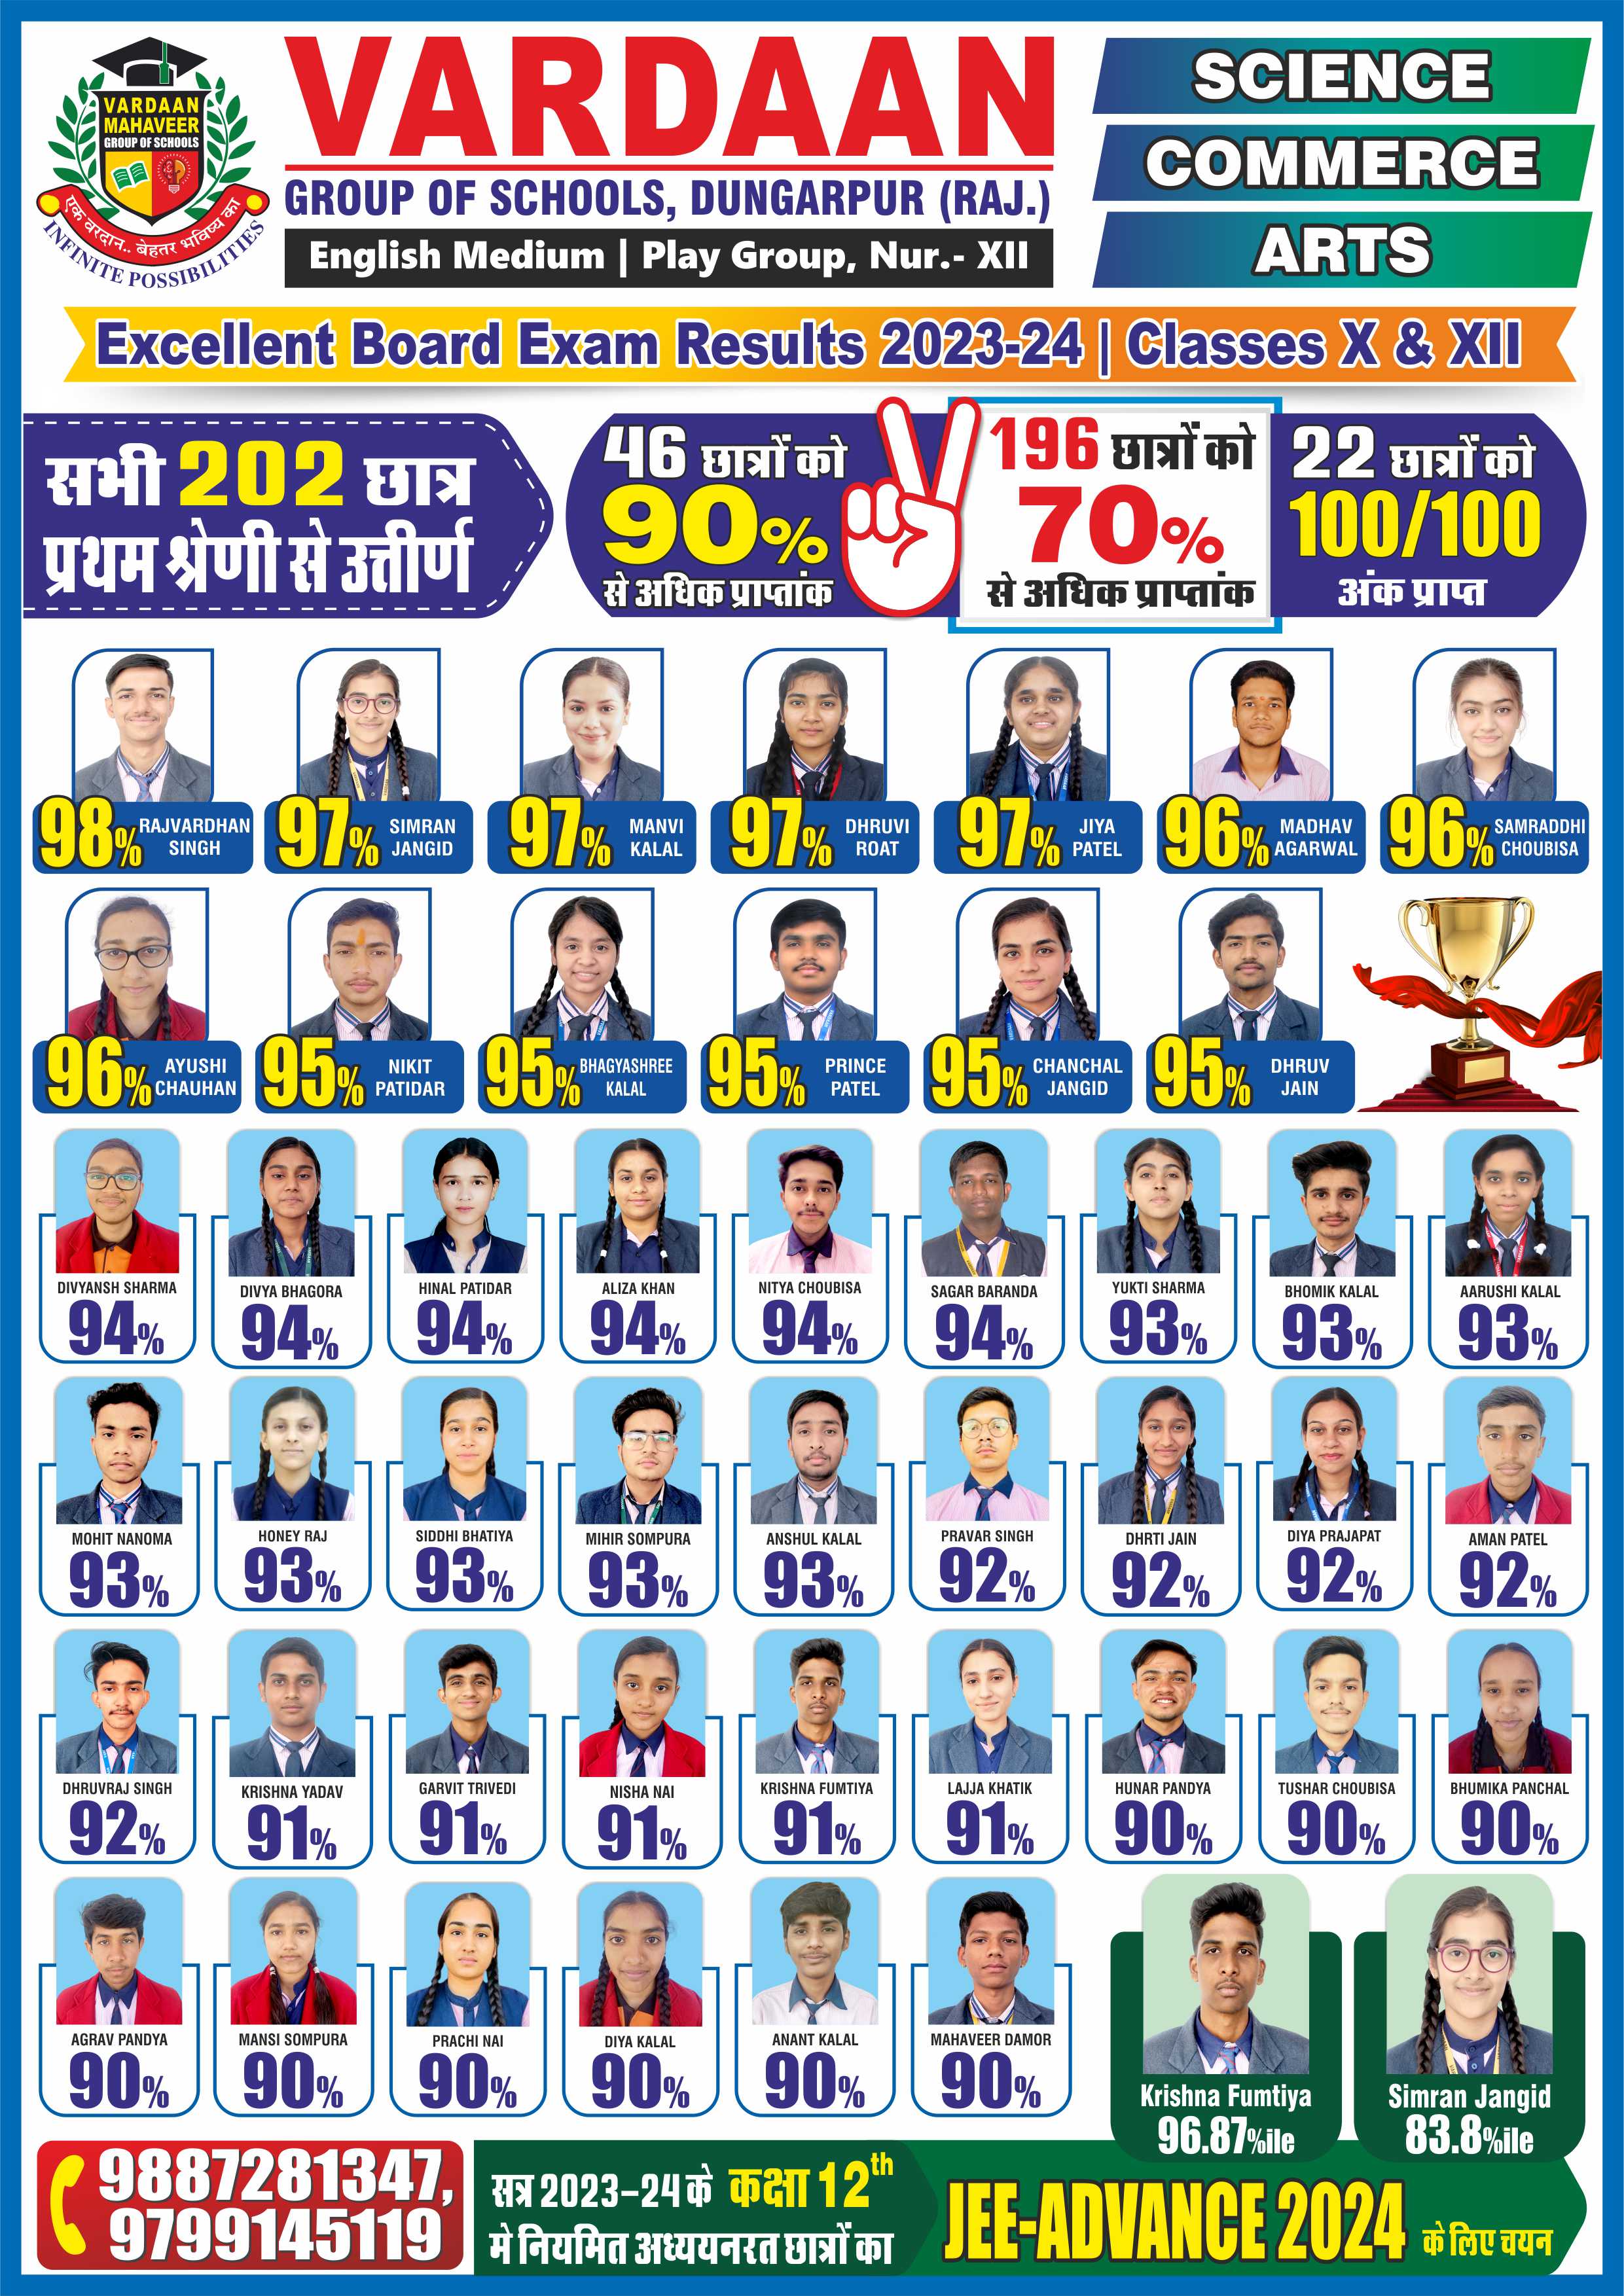 VARDAAN
MAHAVEER
GROUP OF SCHOOLS
एक वरदान.. बेहतर भविष्य का
INFINITE POSSIBILITIES
VARDAAN
GROUP OF SCHOOLS, DUNGARPUR (RAJ.)
English Medium | Play Group, Nur.- XII
SCIENCE
COMMERCE
ARTS
Excellent Board Exam Results 2023-24 | Classes X & XII
सभी 202 छात्र
प्रथम श्रेणी से उत्तीर्ण
46 छात्रों को
90%
से अधिक प्राप्तांक
196 छात्रों को
70%
से अधिक प्राप्तांक
22 छात्रों को
100/100
अंक प्राप्त
98% RAJVARDHAN
SINGH
97% SIMRAN
JANGID
97% MANVI
KALAL
97% DHRUVI
ROAT
97% JIYA
PATEL
96% MADHAV
AGARWAL
96% SAMRADDHI
CHOUBISA
96% AYUSHI
CHAUHAN
95% NIKIT
PATIDAR
95% BHAGYASHREE
KALAL
95% PRINCE
PATEL
95% CHANCHAL
JANGID
95% DHRUV
JAIN
DIVYANSH SHARMA
94%
DIVYA BHAGORA
94%
HINAL PATIDAR
94%
ALIZA KHAN
94%
NITYA CHOUBISA
94%
SAGAR BARANDA
94%
YUKTI SHARMA
93%
BHOMIK KALAL
93%
AARUSHI KALAL
93%
MOHIT NANOMA
93%
HONEY RAJ
93%
SIDDHI BHATIYA
93%
MIHIR SOMPURA
93%
ANSHUL KALAL
93%
PRAVAR SINGH
92%
DHRTI JAIN
92%
DIYA PRAJAPAT
92%
AMAN PATEL
92%
DHRUVRAJ SINGH
92%
KRISHNA YADAV
91%
GARVIT TRIVEDI
91%
NISHA NAI
91%
KRISHNA FUMTIYA
91%
LAJJA KHATIK
91%
HUNAR PANDYA
90%
TUSHAR CHOUBISA
90%
BHUMIKA PANCHAL
90%
AGRAV PANDYA
90%
MANSI SOMPURA
90%
PRACHI NAI
90%
DIYA KALAL
90%
ANANT KALAL
90%
MAHAVEER DAMOR
90%
Krishna Fumtiya
96.87%ile
Simran Jangid
83.8%ile
9887281347,
9799145119
सत्र 2023-24 के कक्षा 12th
मे नियमित अध्ययनरत छात्रों का
JEE-ADVANCE 2024 के लिए चयन